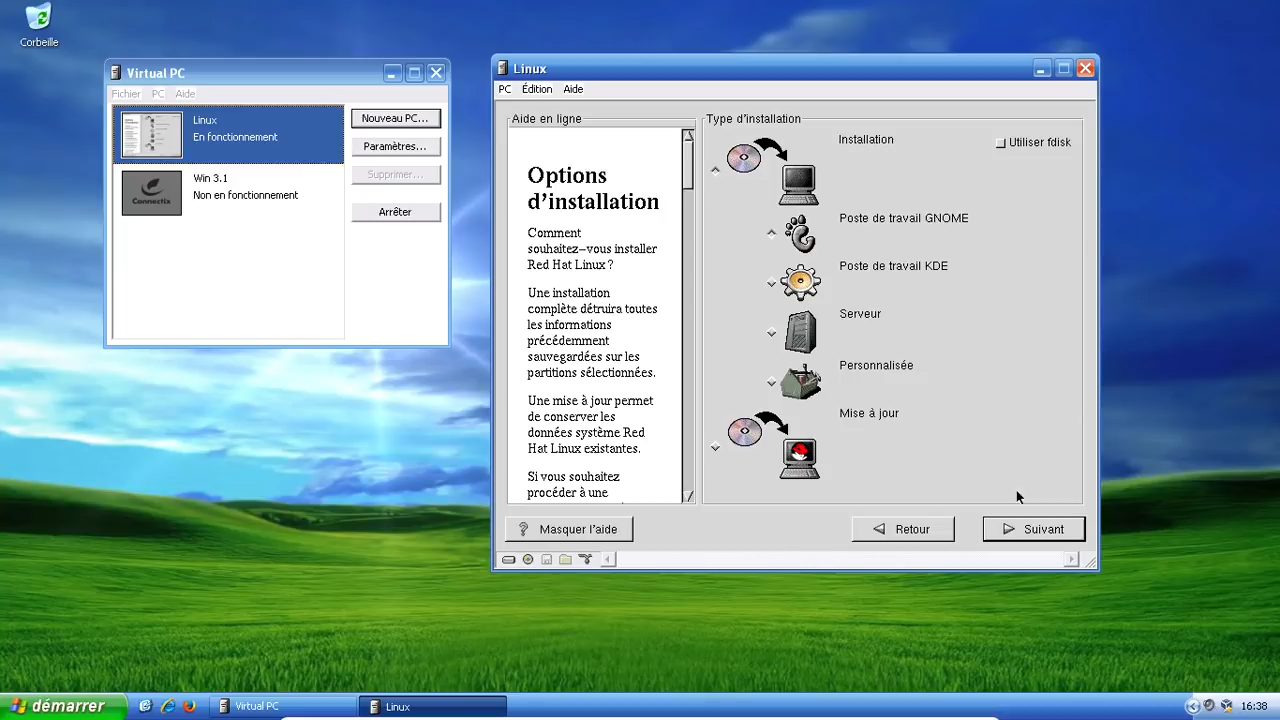 Corbeille
Virtual PC
Fichier PC Aide
Linux
En fonctionnement
Connectix
Win 3.1
Non en fonctionnement
Nouveau PC...
Paramètres...
Supprimer...
Arrêter
Linux
PC Édition Aide
Aide en ligne
Options
d'installation
Comment
souhaitez-vous installer
Red Hat Linux ?
Une installation
complète détruira toutes
les informations
précédemment
sauvegardées sur les
partitions sélectionnées.
Une mise à jour permet
de conserver les
données système Red
Hat Linux existantes.
Si vous souhaitez
procéder à une
Type d'installation
Installation
Utiliser fdisk
Poste de travail GNOME
Poste de travail KDE
Serveur
Personnalisée
Mise à jour
? Masquer l'aide
Retour
Suivant
démarrer
Virtual PC
Linux
16:38